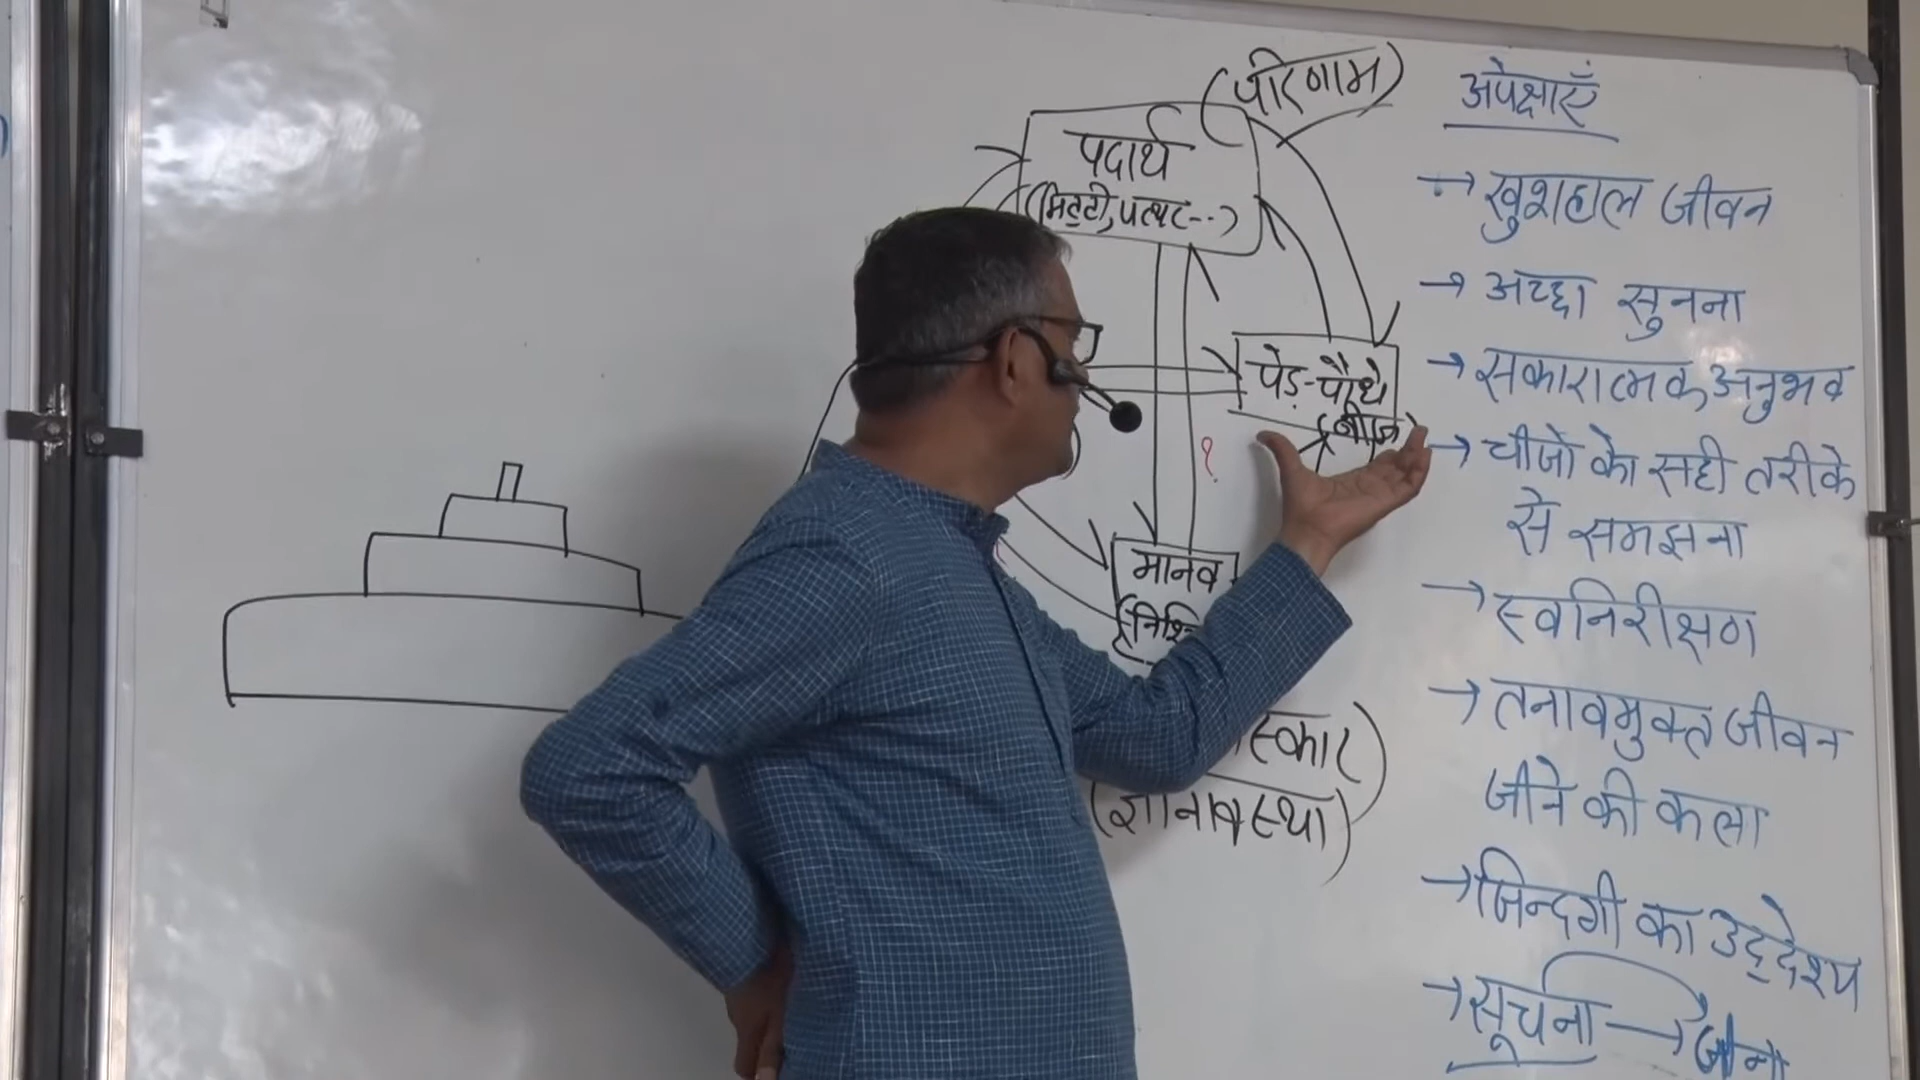 (परिणाम)
पदार्थ
(मिट्टी, पत्थर--)
पेड़-पौधे
(बीज)
?
मानव
(ज्ञानावस्था)
अपेक्षाएँ
→ खुशहाल जीवन
→ अच्छा सुनना
→ सकारात्मक अनुभव
→ चीजों को सही तरीके
से समझना
→ स्वनिरीक्षण
→ तनावमुक्त जीवन
जीने की कला
→ जिन्दगी का उद्देश्य
→ सूचना → जीना